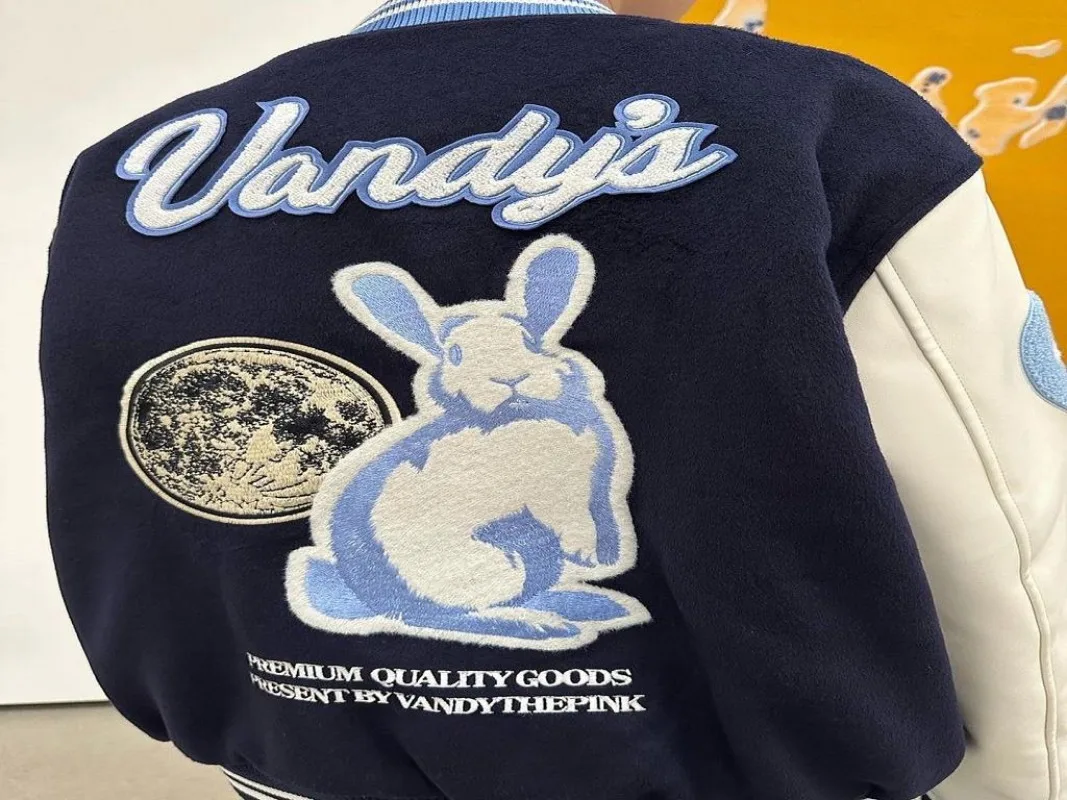 Vandy's
PREMIUM QUALITY GOODS
PRESENT BY VANDYTHEPINK